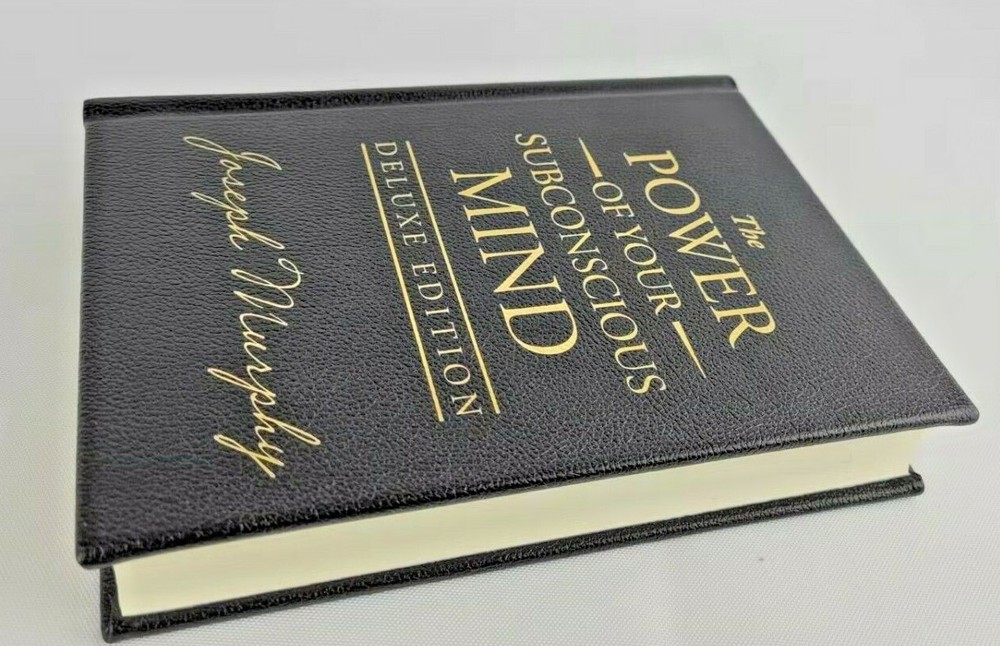 The
POWER
OF YOUR
SUBCONSCIOUS
MIND
DELUXE EDITION
Joseph Murphy